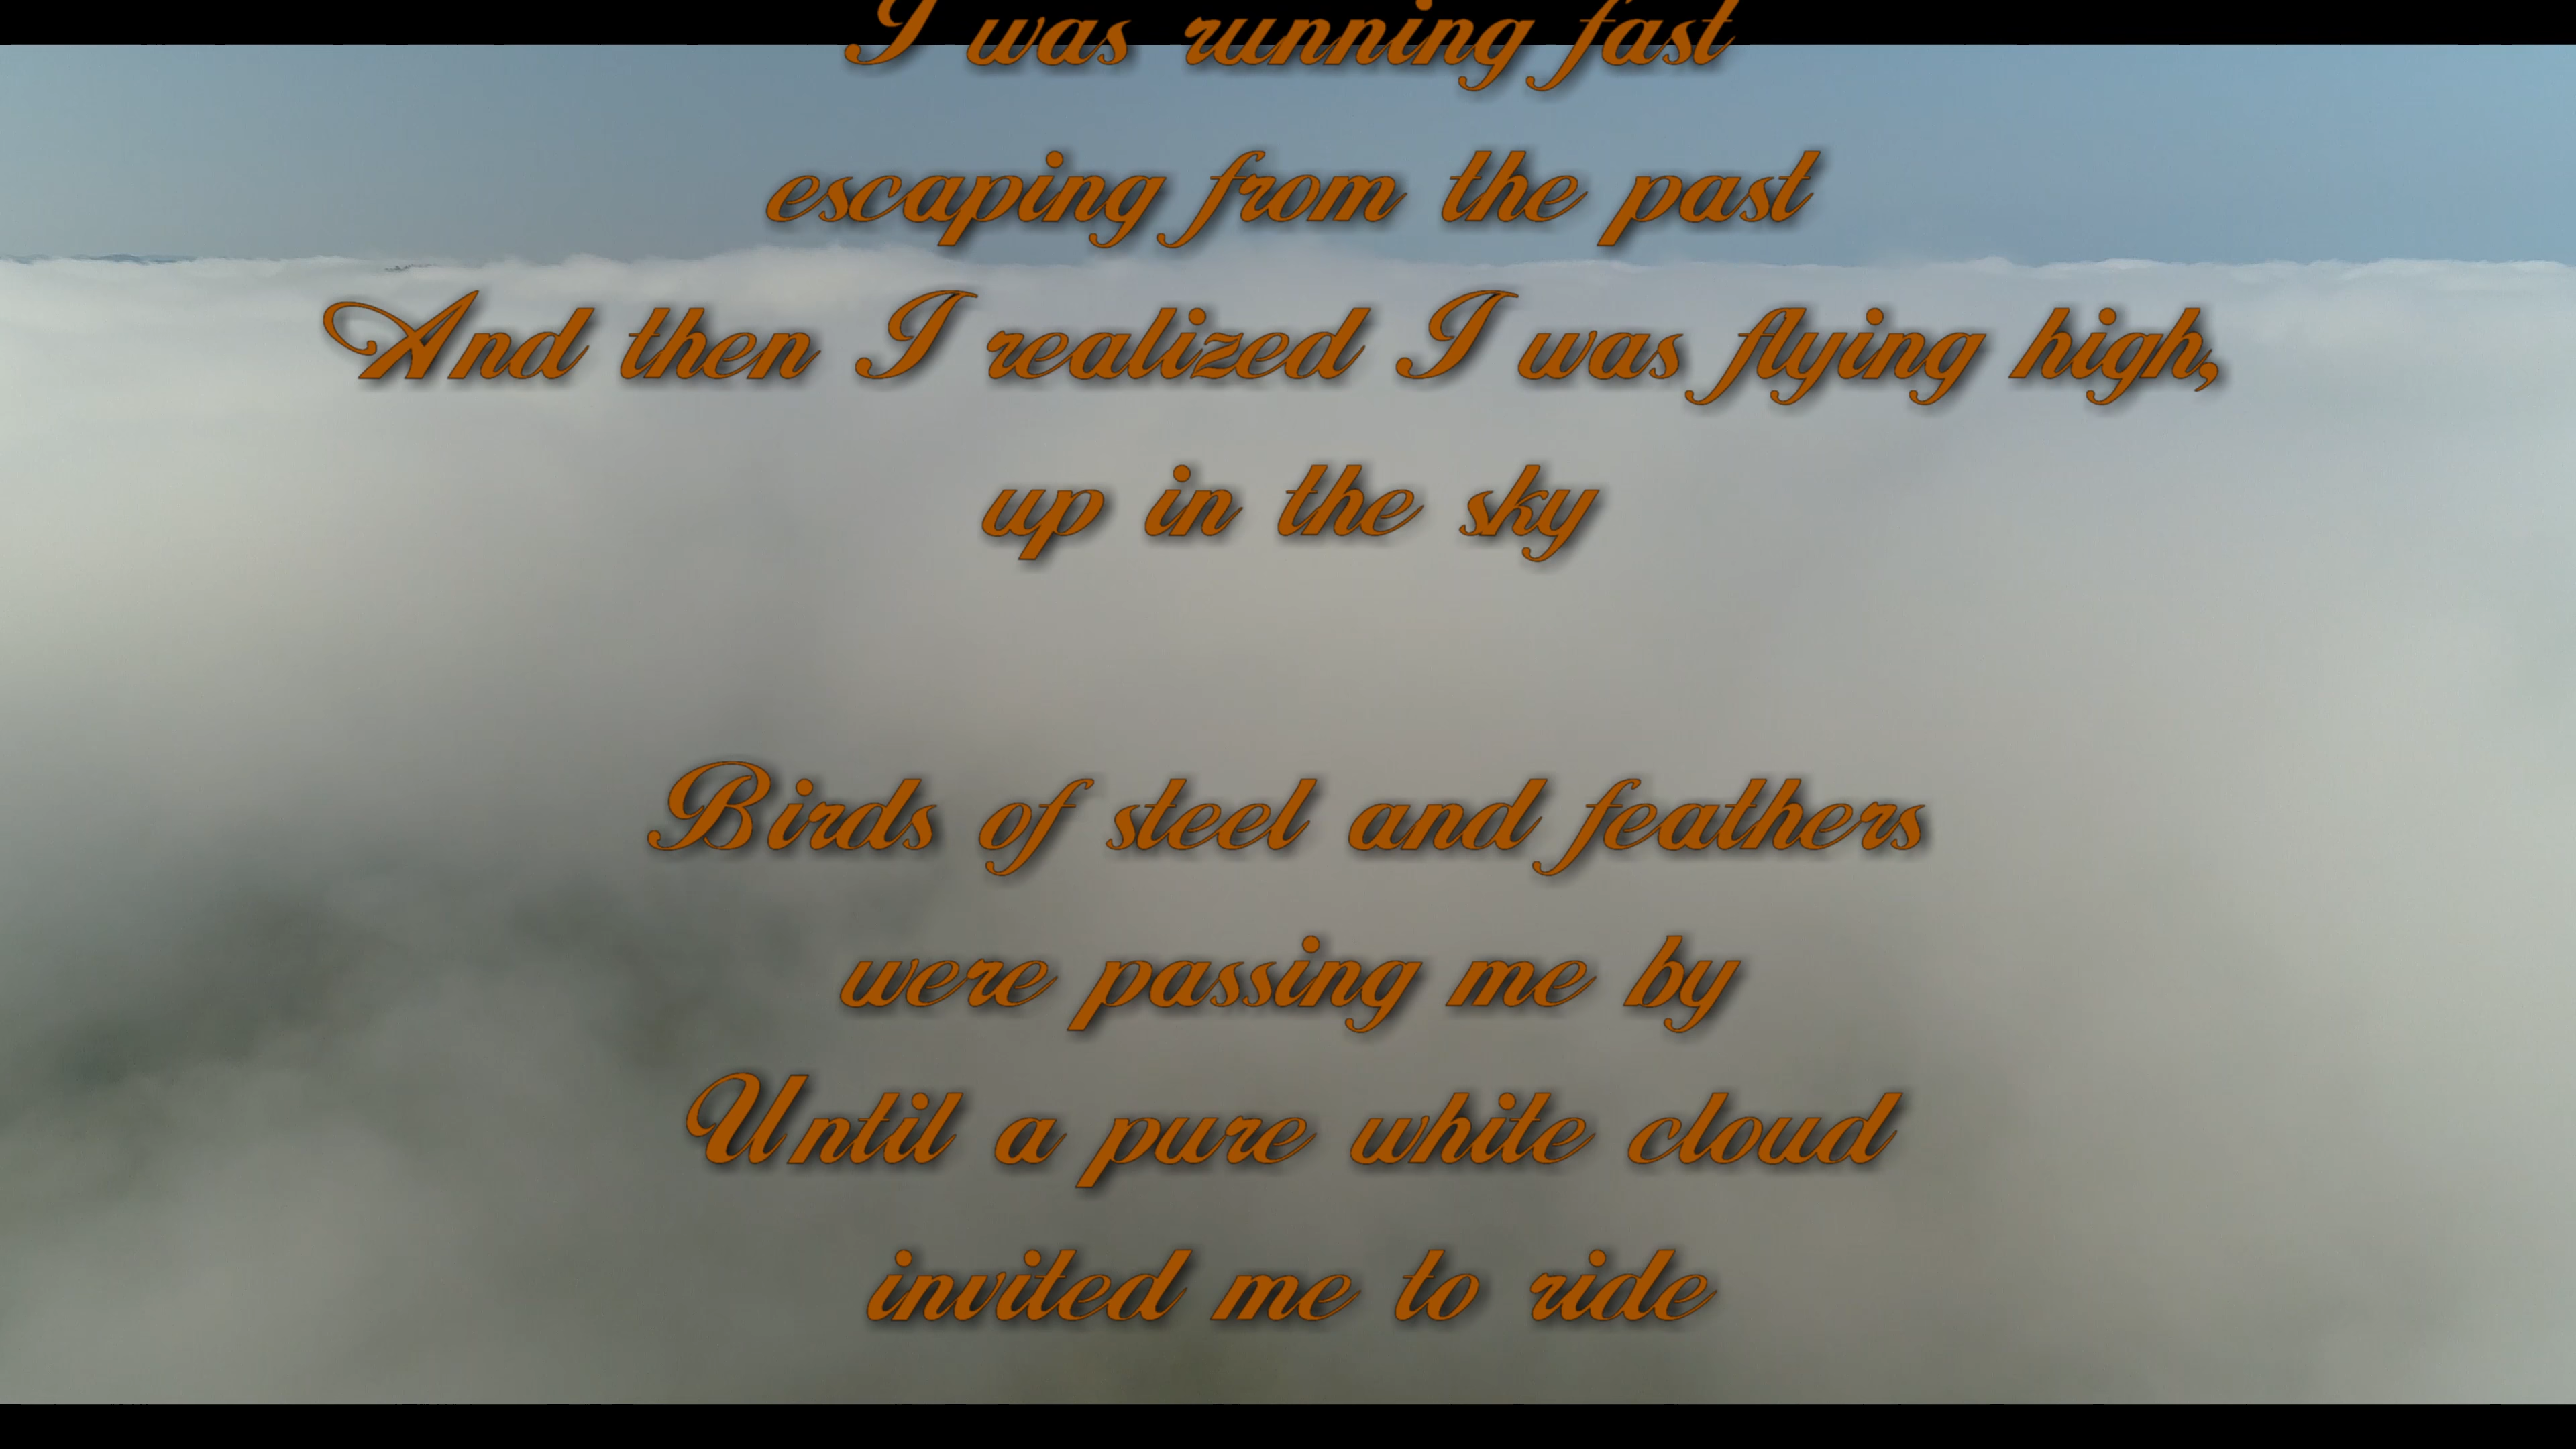 I was running fast
escaping from the past
And then I realized I was flying high,
up in the sky
Birds of steel and feathers
were passing me by
Until a pure white cloud
invited me to ride